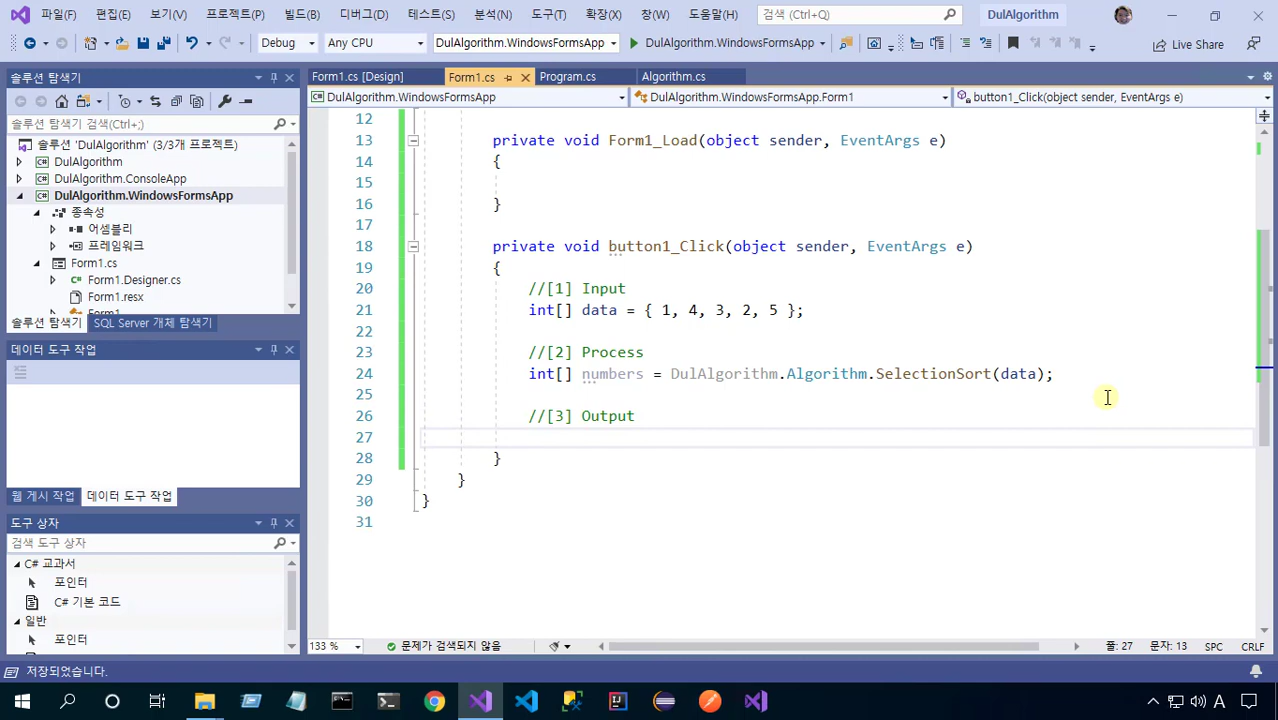 파일(F) 편집(E) 보기(V) 프로젝트(P) 빌드(B) 디버그(D) 테스트(S) 분석(N) 도구(T) 확장(X) 창(W) 도움말(H) 검색 (Ctrl+Q) DulAlgorithm
Debug Any CPU DulAlgorithm.WindowsFormsApp DulAlgorithm.WindowsFormsApp Live Share
솔루션 탐색기
솔루션 탐색기 검색(Ctrl+;)
솔루션 'DulAlgorithm' (3/3개 프로젝트)
DulAlgorithm
DulAlgorithm.ConsoleApp
DulAlgorithm.WindowsFormsApp
종속성
어셈블리
프레임워크
Form1.cs
Form1.Designer.cs
Form1.resx
Form1
솔루션 탐색기 SQL Server 개체 탐색기
데이터 도구 작업
웹 게시 작업 데이터 도구 작업
도구 상자
검색 도구 상자
C# 교과서
포인터
C# 기본 코드
일반
포인터
Form1.cs [Design] Form1.cs Program.cs Algorithm.cs
DulAlgorithm.WindowsFormsApp DulAlgorithm.WindowsFormsApp.Form1 button1_Click(object sender, EventArgs e)
12
13 private void Form1_Load(object sender, EventArgs e)
14 {
15
16 }
17
18 private void button1_Click(object sender, EventArgs e)
19 {
20 //[1] Input
21 int[] data = { 1, 4, 3, 2, 5 };
22
23 //[2] Process
24 int[] numbers = DulAlgorithm.Algorithm.SelectionSort(data);
25
26 //[3] Output
27
28 }
29 }
30 }
31
133 % 문제가 검색되지 않음 줄: 27 문자: 13 SPC CRLF
저장되었습니다.
A